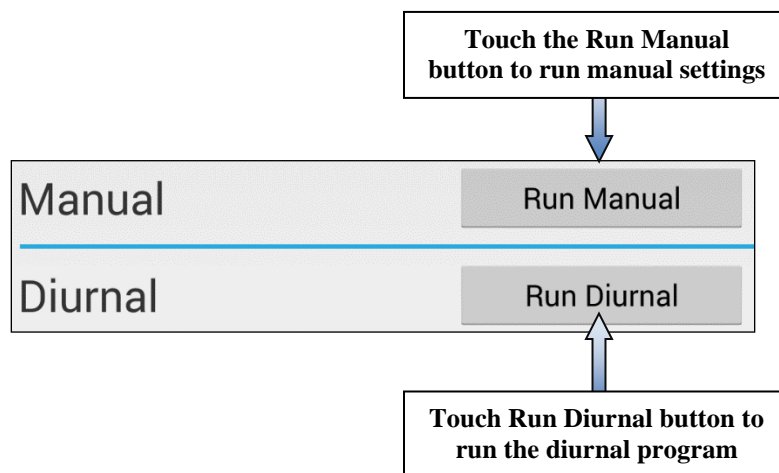 Touch the Run Manual
button to run manual settings
Manual
Run Manual
Diurnal
Run Diurnal
Touch Run Diurnal button to
run the diurnal program